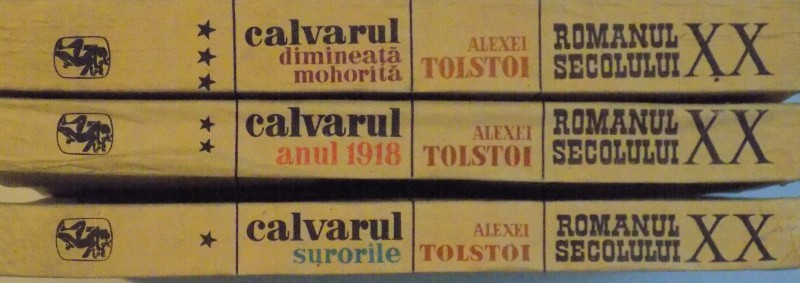 calvarul
dimineață
mohorîtă
ALEXEI
TOLSTOI
ROMANUL
SECOLULUI
XX
calvarul
anul 1918
ALEXEI
TOLSTOI
ROMANUL
SECOLULUI
XX
calvarul
surorile
ALEXEI
TOLSTOI
ROMANUL
SECOLULUI
XX